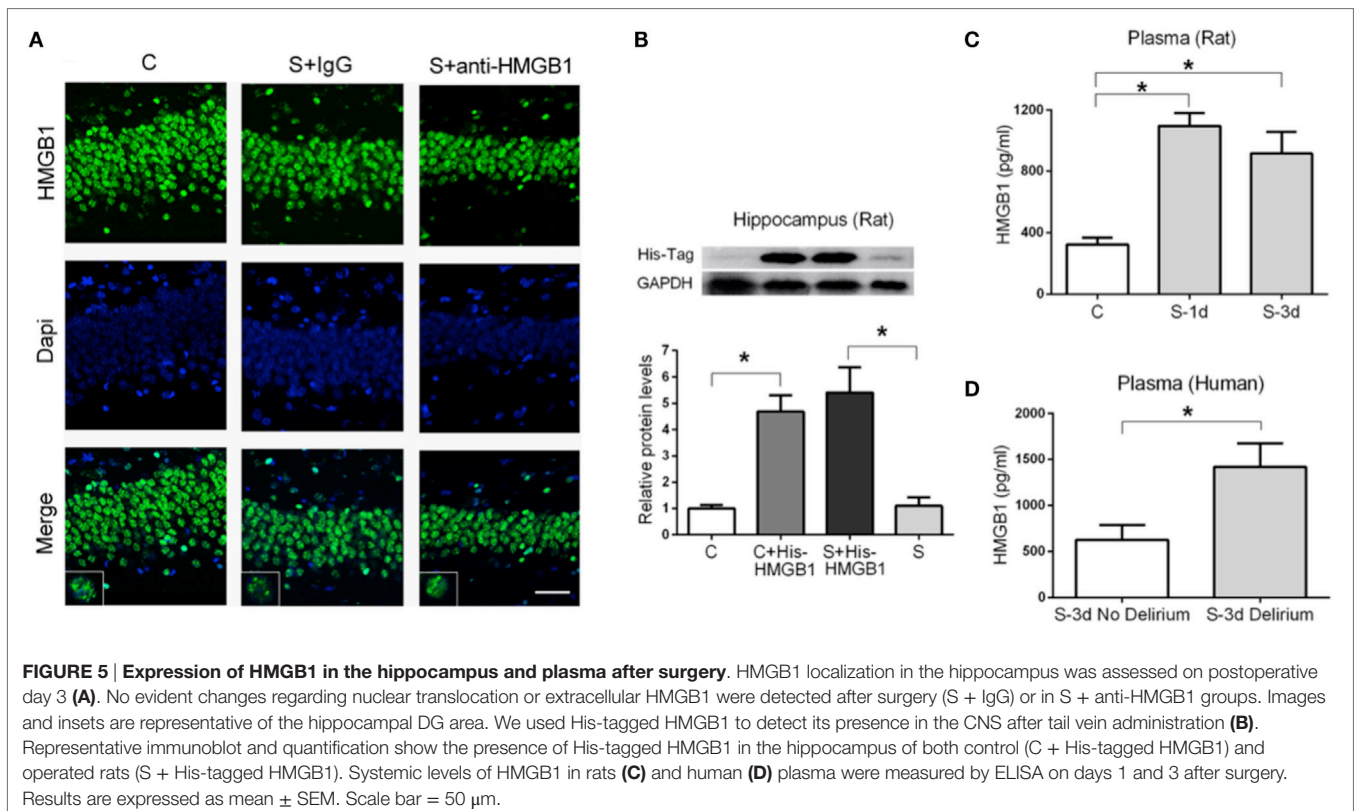 A
C
S+IgG
S+anti-HMGB1
HMGB1
Dapi
Merge
B
Hippocampus (Rat)
His-Tag
GAPDH
Relative protein levels
7
6
5
4
3
2
1
0
*
*
C
C+His-
HMGB1
S+His-
HMGB1
S
C
Plasma (Rat)
HMGB1 (pg/ml)
1200
800
400
0
*
*
C
S-1d
S-3d
D
Plasma (Human)
HMGB1 (pg/ml)
2000
1500
1000
500
0
*
S-3d No Delirium
S-3d Delirium
FIGURE 5 | Expression of HMGB1 in the hippocampus and plasma after surgery. HMGB1 localization in the hippocampus was assessed on postoperative
day 3 (A). No evident changes regarding nuclear translocation or extracellular HMGB1 were detected after surgery (S + IgG) or in S + anti-HMGB1 groups. Images
and insets are representative of the hippocampal DG area. We used His-tagged HMGB1 to detect its presence in the CNS after tail vein administration (B).
Representative immunoblot and quantification show the presence of His-tagged HMGB1 in the hippocampus of both control (C + His-tagged HMGB1) and
operated rats (S + His-tagged HMGB1). Systemic levels of HMGB1 in rats (C) and human (D) plasma were measured by ELISA on days 1 and 3 after surgery.
Results are expressed as mean ± SEM. Scale bar = 50 μm.